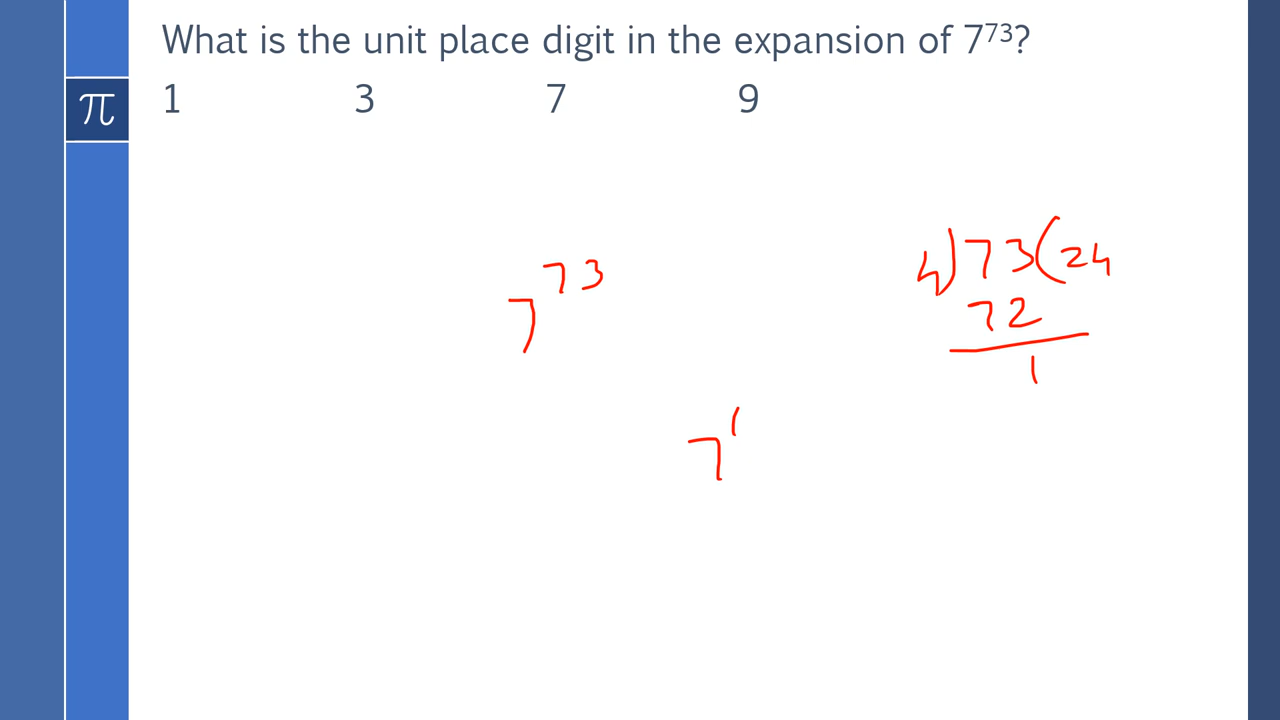 What is the unit place digit in the expansion of 7⁷³?
π
1 3 7 9
7⁷³
4)73(24
72
1
7¹